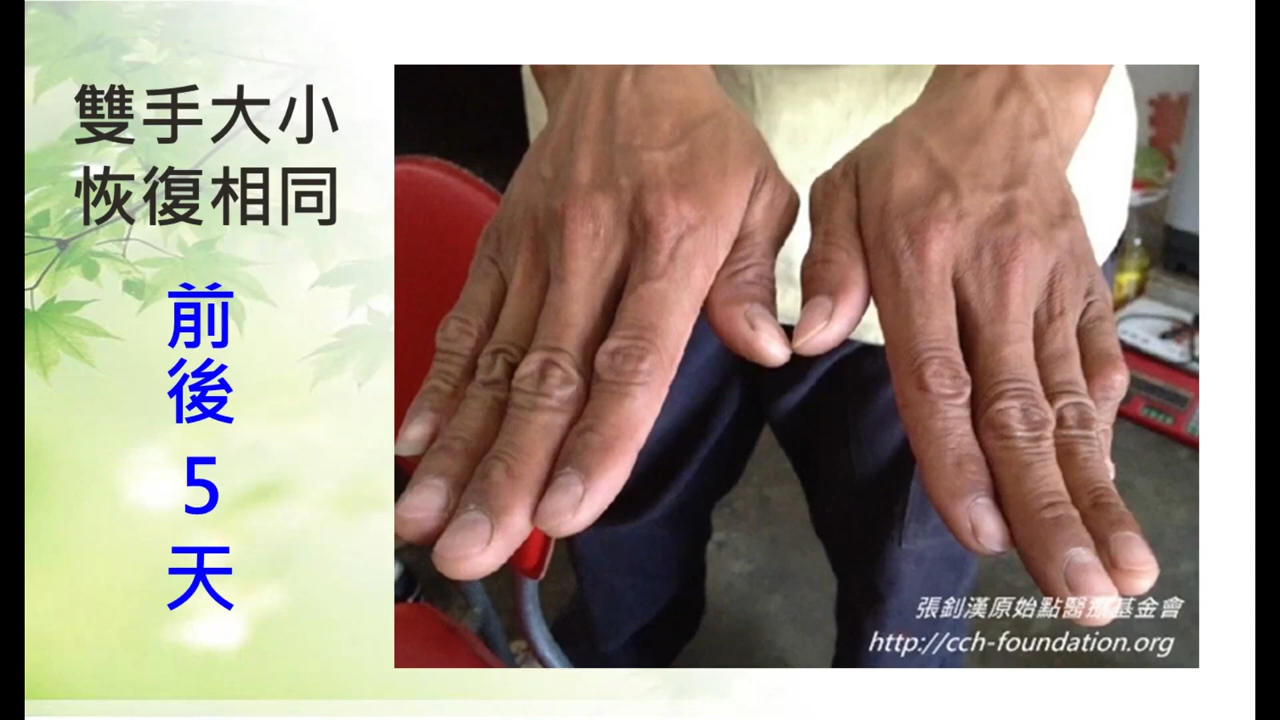 雙手大小
恢復相同
前
後
5
天
張釗漢原始點醫療基金會
http://cch-foundation.org